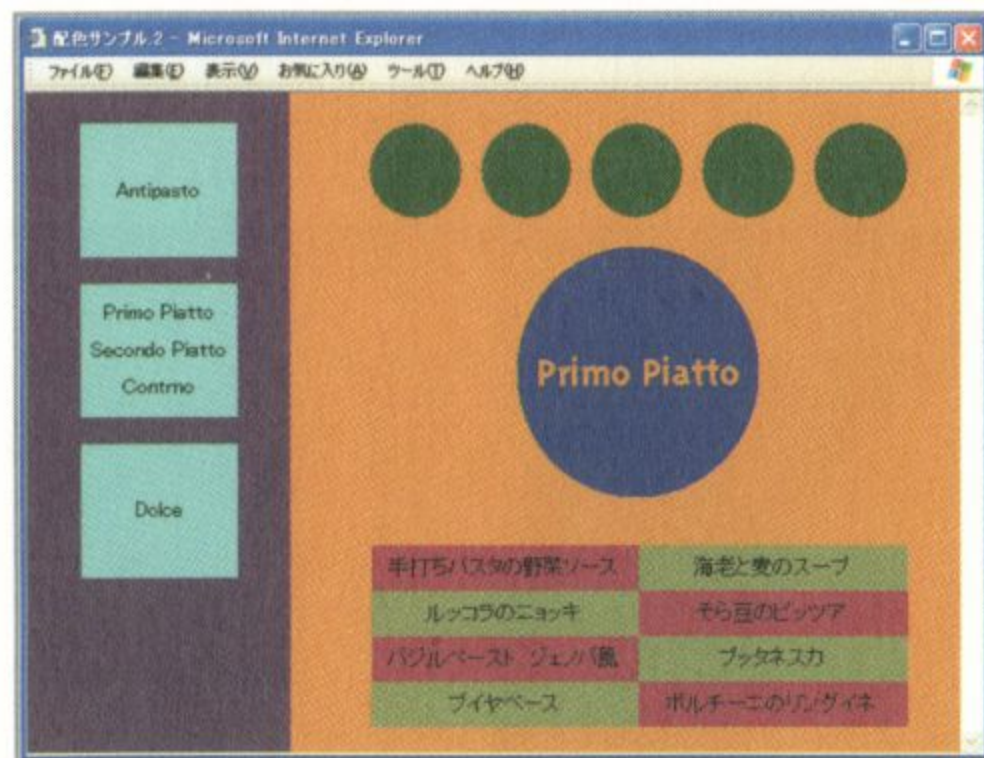 配色サンプル.2 - Microsoft Internet Explorer
ファイル(F) 編集(E) 表示(V) お気に入り(A) ツール(T) ヘルプ(H)
Antipasto
Primo Piatto
Secondo Piatto
Contrno
Dolce
Primo Piatto
手打ちパスタの野菜ソース 海老と麦のスープ
ルッコラのニョッキ そら豆のピッツア
バジルペースト ジェノバ風 プッタネスカ
ブイヤベース ポルチーニのリングイネ